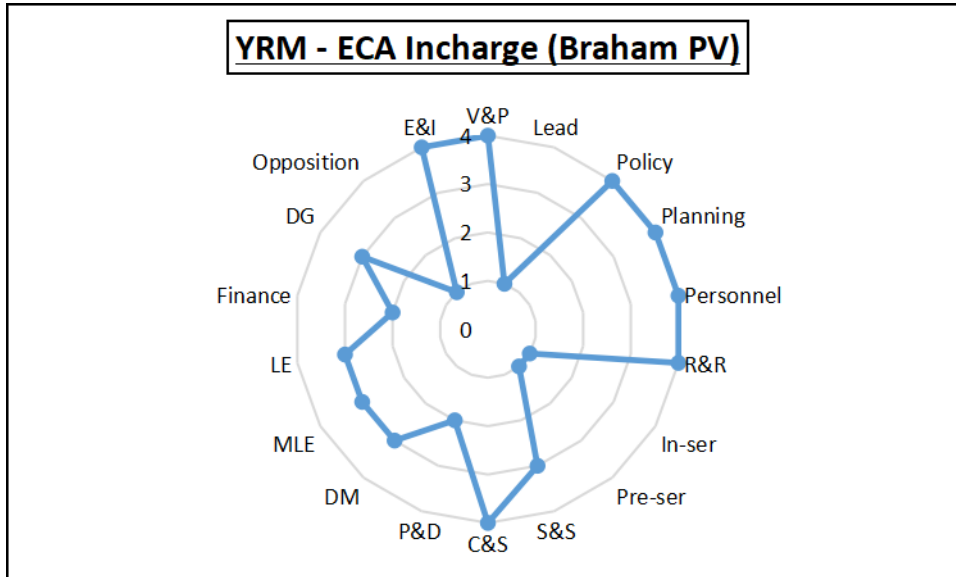 YRM - ECA Incharge (Braham PV)
V&P
Lead
Policy
Planning
Personnel
R&R
In-ser
Pre-ser
S&S
C&S
P&D
DM
MLE
LE
Finance
DG
Opposition
E&I
4
3
2
1
0